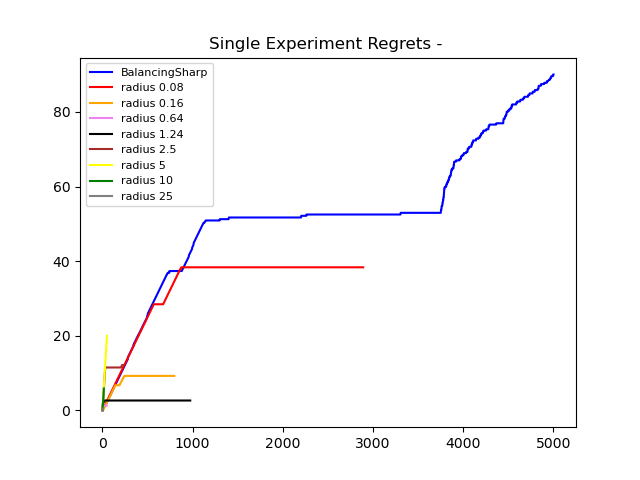 Single Experiment Regrets -
BalancingSharp
radius 0.08
radius 0.16
radius 0.64
radius 1.24
radius 2.5
radius 5
radius 10
radius 25
80
60
40
20
0
0 1000 2000 3000 4000 5000